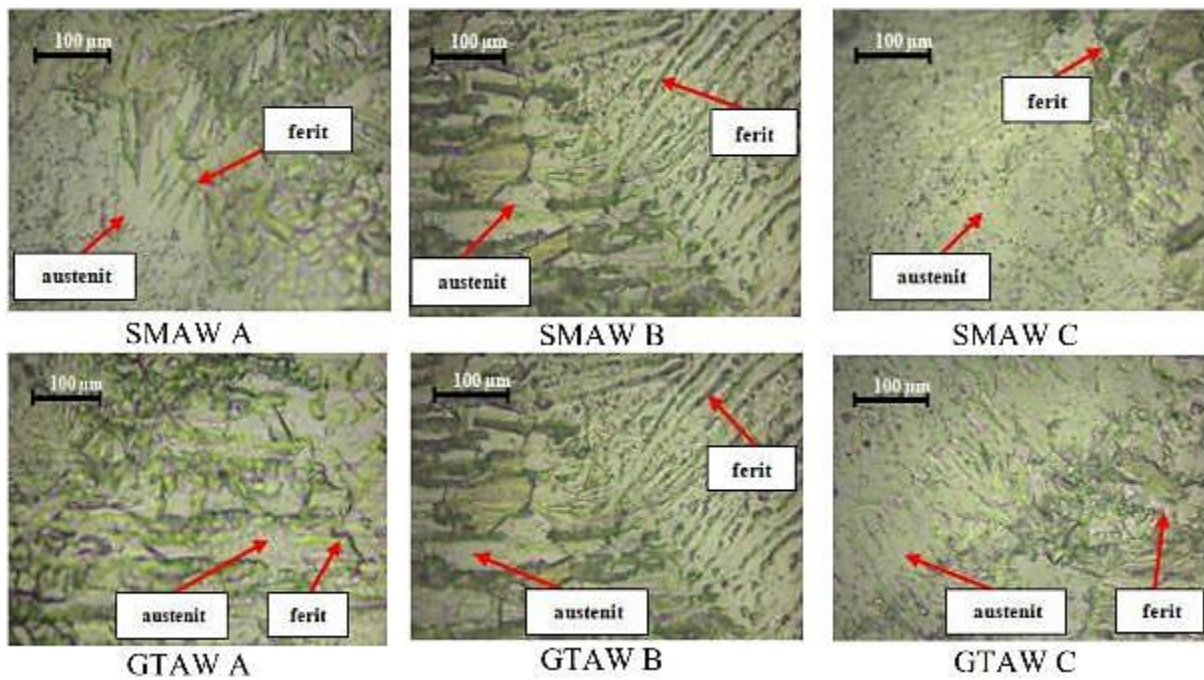 100 µm
ferit
austenit
SMAW A
100 µm
ferit
austenit
SMAW B
100 µm
ferit
austenit
SMAW C
100 µm
austenit
ferit
GTAW A
100 µm
ferit
austenit
GTAW B
100 µm
austenit
ferit
GTAW C